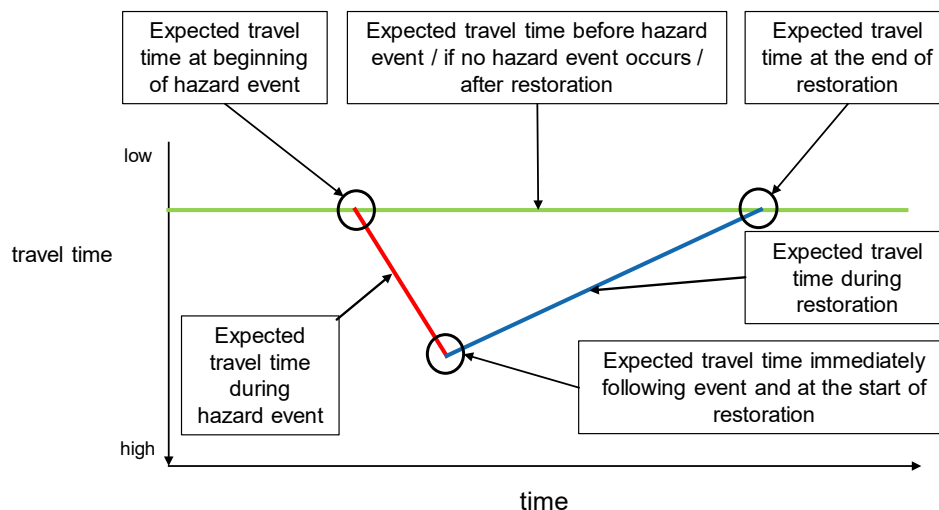 Expected travel
time at beginning
of hazard event
Expected travel time before hazard
event / if no hazard event occurs /
after restoration
Expected travel
time at the end of
restoration
low
travel time
high
Expected
travel time
during
hazard event
Expected travel
time during
restoration
Expected travel time immediately
following event and at the start of
restoration
time